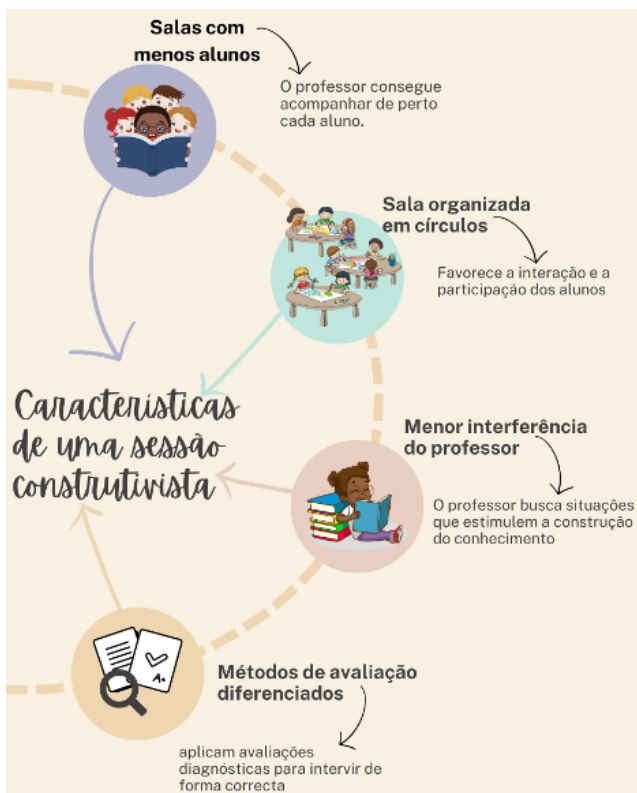 Salas com
menos alunos
O professor consegue
acompanhar de perto
cada aluno.
Sala organizada
em círculos
Favorece a interação e a
participação dos alunos
Características
de uma sessão
construtivista
Menor interferência
do professor
O professor busca situações
que estimulem a construção
do conhecimento
Métodos de avaliação
diferenciados
aplicam avaliações
diagnósticas para intervir de
forma correcta